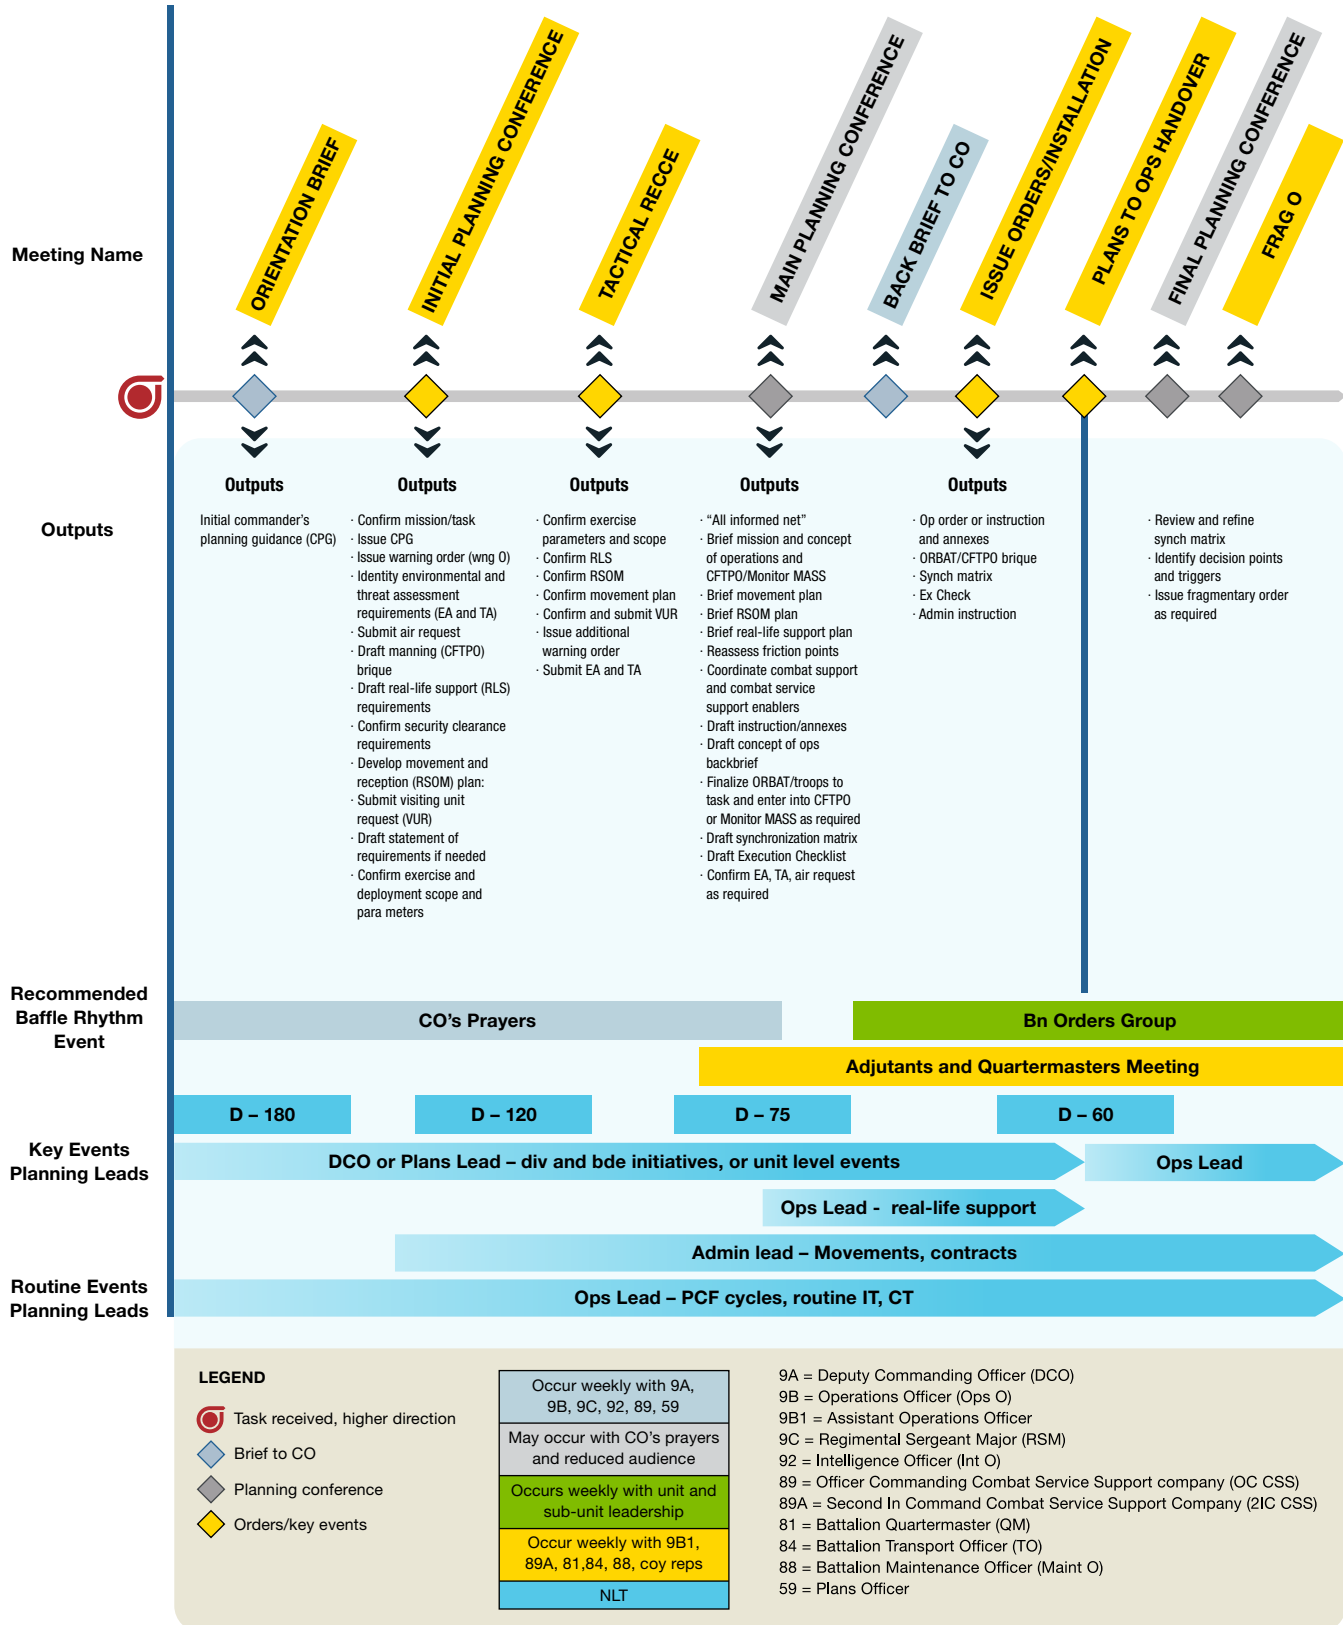 Meeting Name
ORIENTATION BRIEF
INITIAL PLANNING CONFERENCE
TACTICAL RECCE
MAIN PLANNING CONFERENCE
BACK BRIEF TO CO
ISSUE ORDERS/INSTALLATION
PLANS TO OPS HANDOVER
FINAL PLANNING CONFERENCE
FRAG O
Outputs
Outputs
Initial commander's
planning guidance (CPG)
Outputs
· Confirm mission/task
· Issue CPG
· Issue warning order (wng O)
· Identity environmental and
threat assessment
requirements (EA and TA)
· Submit air request
· Draft manning (CFTPO)
brique
· Draft real-life support (RLS)
requirements
· Confirm security clearance
requirements
· Develop movement and
reception (RSOM) plan:
· Submit visiting unit
request (VUR)
· Draft statement of
requirements if needed
· Confirm exercise and
deployment scope and
para meters
Outputs
· Confirm exercise
parameters and scope
· Confirm RLS
· Confirm RSOM
· Confirm movement plan
· Confirm and submit VUR
· Issue additional
warning order
· Submit EA and TA
Outputs
· “All informed net”
· Brief mission and concept
of operations and
CFTPO/Monitor MASS
· Brief movement plan
· Brief RSOM plan
· Brief real-life support plan
· Reassess friction points
· Coordinate combat support
and combat service
support enablers
· Draft instruction/annexes
· Draft concept of ops
backbrief
· Finalize ORBAT/troops to
task and enter into CFTPO
or Monitor MASS as required
· Draft synchronization matrix
· Draft Execution Checklist
· Confirm EA, TA, air request
as required
Outputs
· Op order or instruction
and annexes
· ORBAT/CFTPO brique
· Synch matrix
· Ex Check
· Admin instruction
· Review and refine
synch matrix
· Identify decision points
and triggers
· Issue fragmentary order
as required
Recommended
Baffle Rhythm
Event
CO's Prayers
Bn Orders Group
Adjutants and Quartermasters Meeting
D – 180
D – 120
D – 75
D – 60
Key Events
Planning Leads
DCO or Plans Lead – div and bde initiatives, or unit level events
Ops Lead
Ops Lead - real-life support
Admin lead – Movements, contracts
Routine Events
Planning Leads
Ops Lead – PCF cycles, routine IT, CT
LEGEND
Task received, higher direction
Brief to CO
Planning conference
Orders/key events
Occur weekly with 9A,
9B, 9C, 92, 89, 59
May occur with CO's prayers
and reduced audience
Occurs weekly with unit and
sub-unit leadership
Occur weekly with 9B1,
89A, 81,84, 88, coy reps
NLT
9A = Deputy Commanding Officer (DCO)
9B = Operations Officer (Ops O)
9B1 = Assistant Operations Officer
9C = Regimental Sergeant Major (RSM)
92 = Intelligence Officer (Int O)
89 = Officer Commanding Combat Service Support company (OC CSS)
89A = Second In Command Combat Service Support Company (2IC CSS)
81 = Battalion Quartermaster (QM)
84 = Battalion Transport Officer (TO)
88 = Battalion Maintenance Officer (Maint O)
59 = Plans Officer